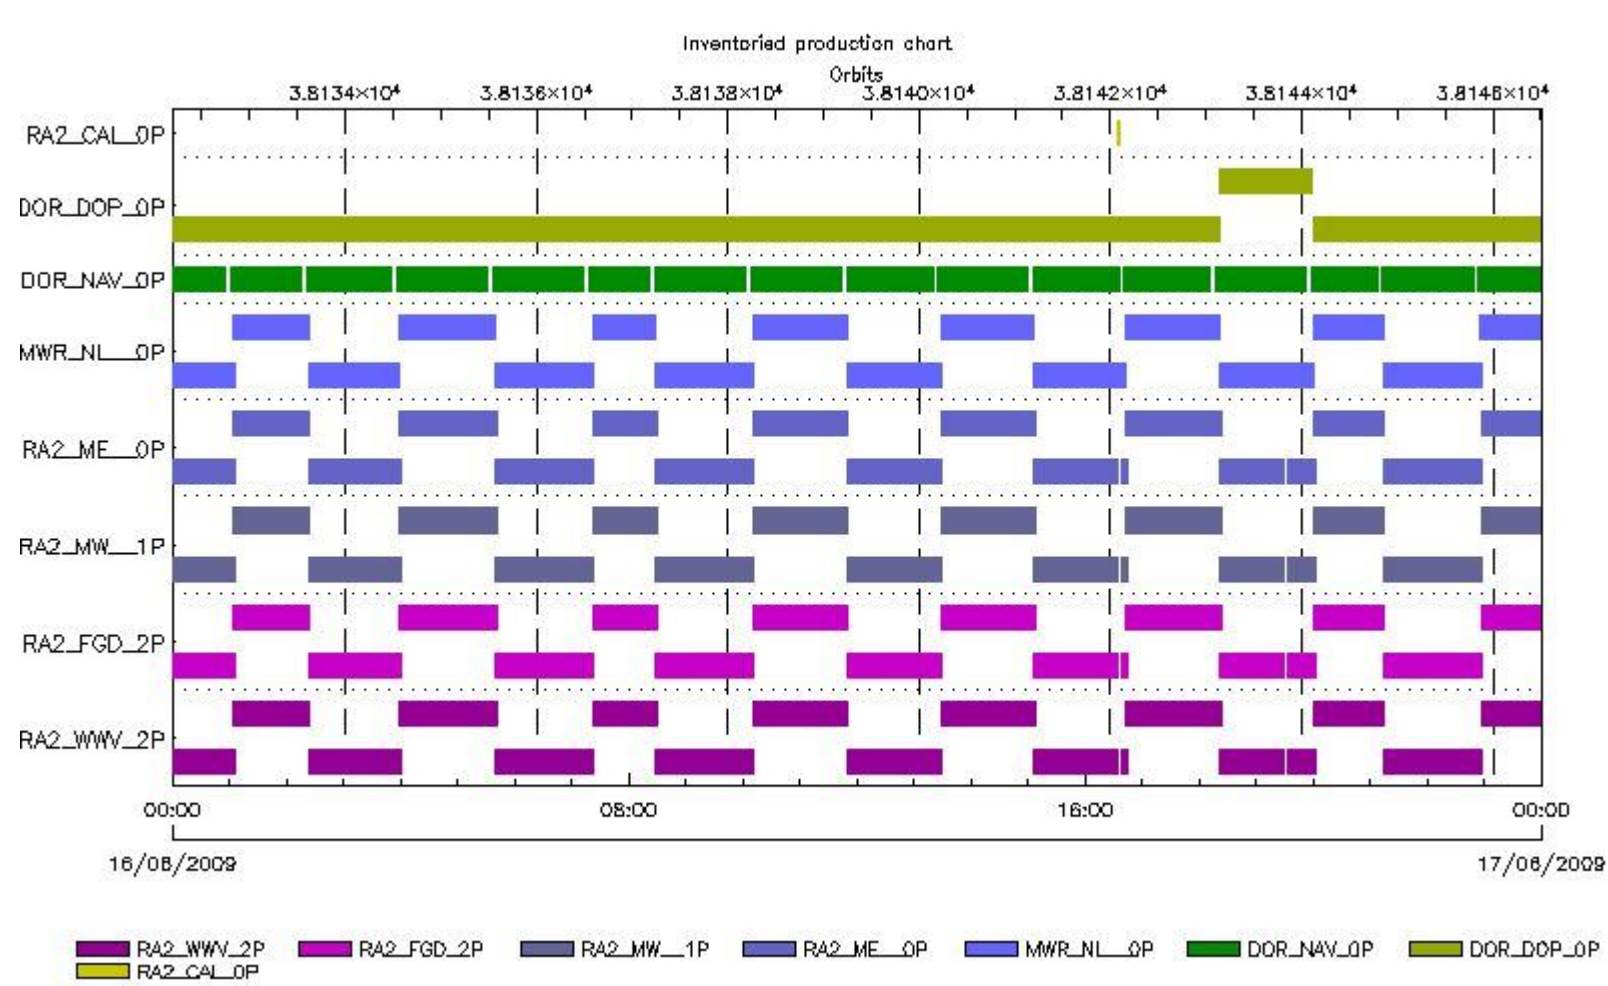 Inventoried production chart
Orbits
3.8134×10⁴ 3.8136×10⁴ 3.8138×10⁴ 3.8140×10⁴ 3.8142×10⁴ 3.8144×10⁴ 3.8146×10⁴
RA2_CAL_0P
DOR_DOP_0P
DOR_NAV_0P
MWR_NL__0P
RA2_ME__0P
RA2_MW__1P
RA2_FGD_2P
RA2_WWV_2P
00:00 08:00 16:00 00:00
16/06/2009 17/06/2009
RA2_WWV_2P RA2_FGD_2P RA2_MW__1P RA2_ME__0P MWR_NL__0P DOR_NAV_0P DOR_DOP_0P
RA2_CAL_0P